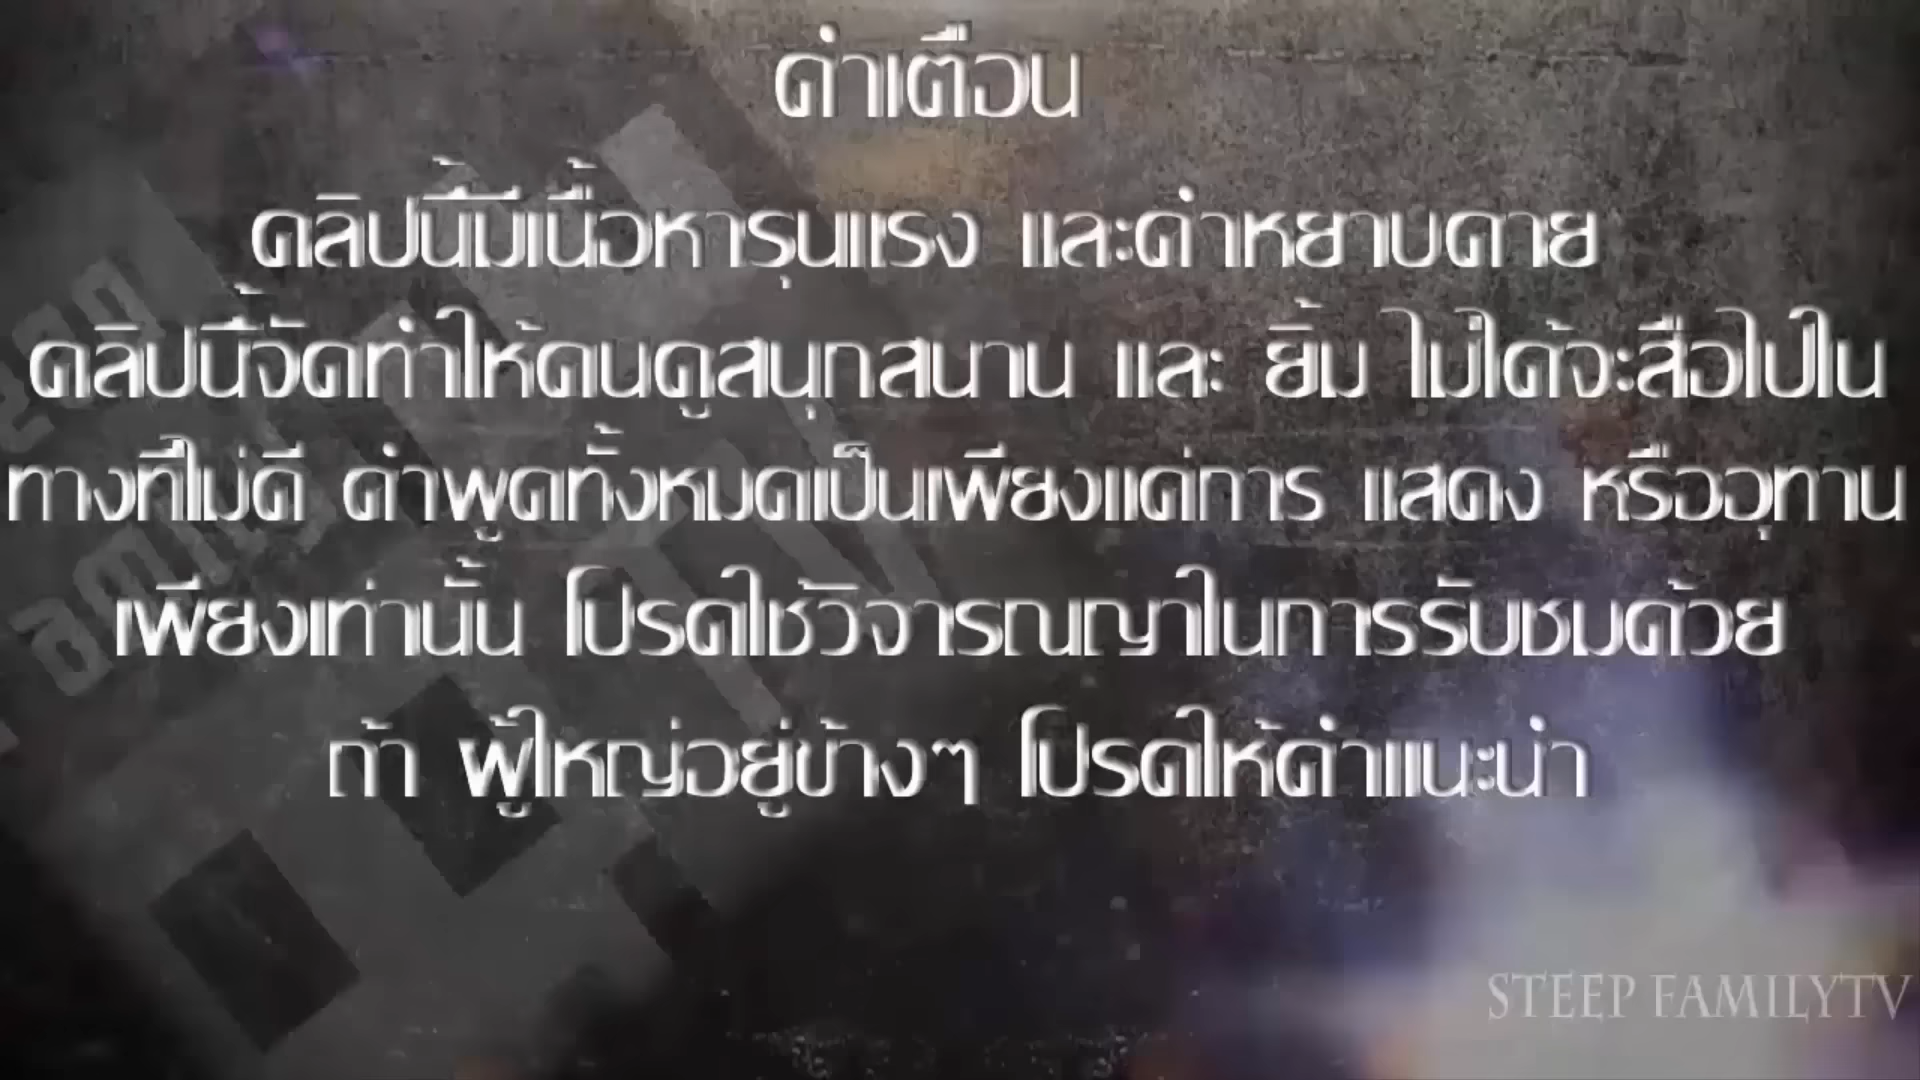 คำเตือน
คลิปนี้มีเนื้อหารุนแรง และคำหยาบคาย
คลิปนี้จัดทำให้คนดูสนุกสนาน และ ยิ้ม ไม่ได้จะสือไปใน
ทางที่ไม่ดี คำพูดทั้งหมดเป็นเพียงแค่การ แสดง หรืออุทาน
เพียงเท่านั้น โปรดใช้วิจารณญาในการรับชมด้วย
ถ้า ผู้ใหญ่อยู่ข้างๆ โปรดให้คำแนะนำ
STEEP FAMILYTV